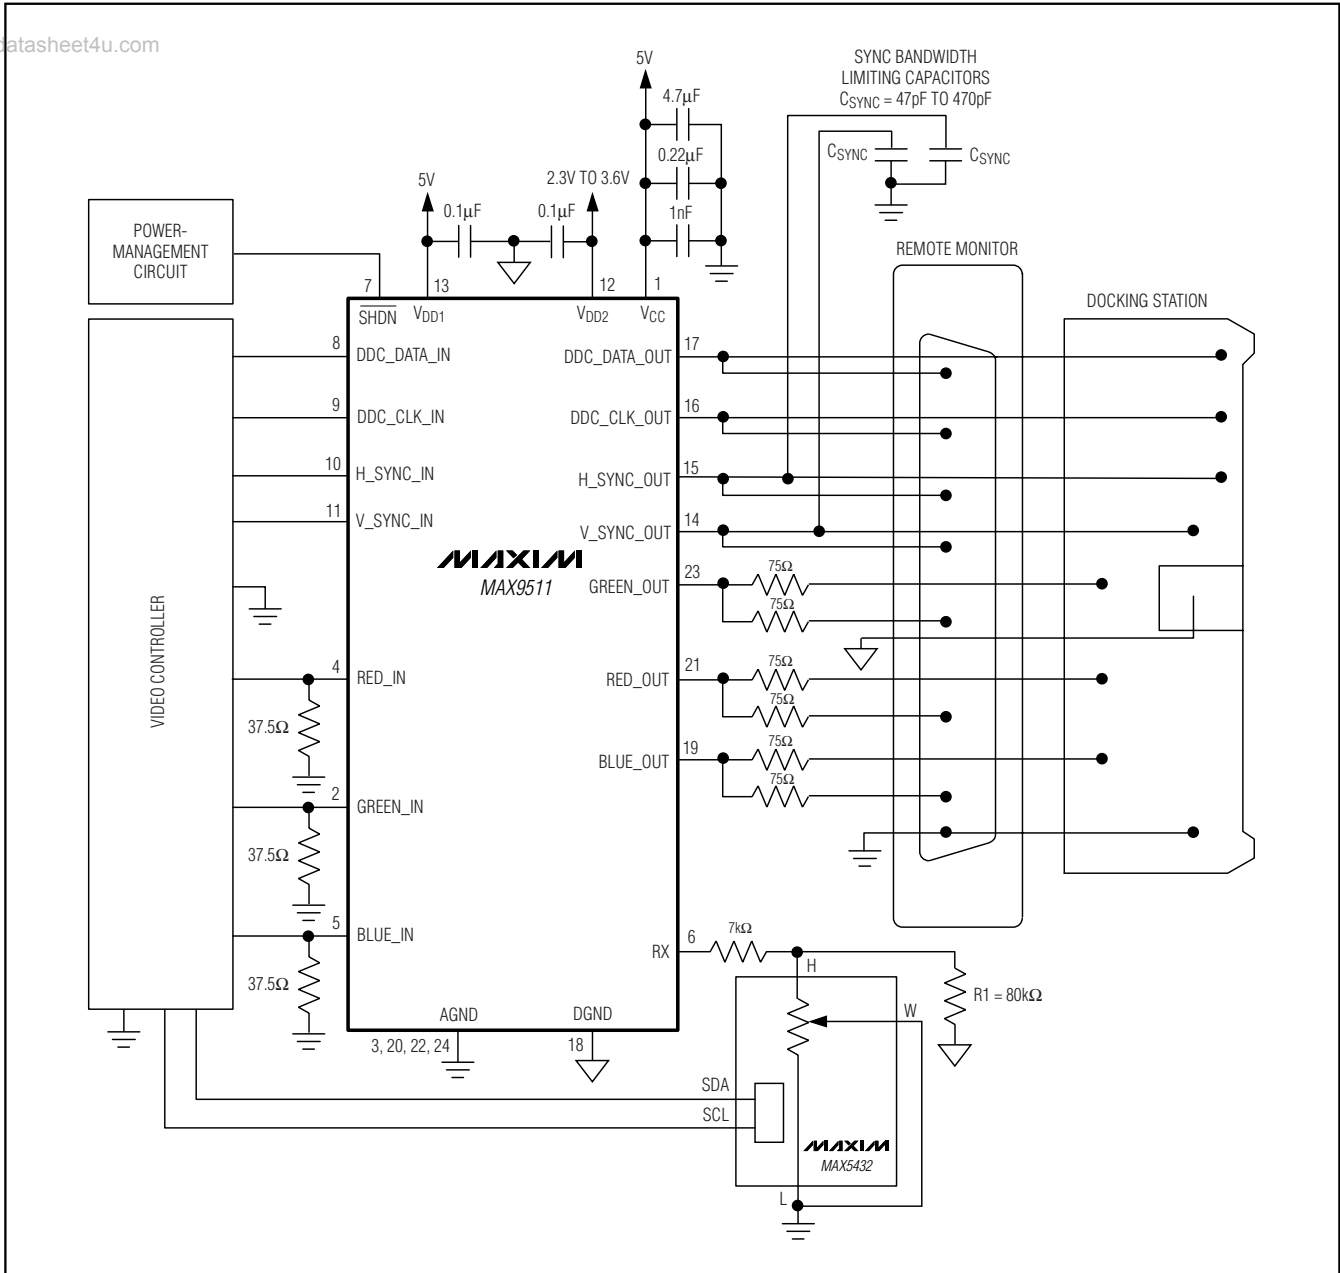 datasheet4u.com
SYNC BANDWIDTH
LIMITING CAPACITORS
CSYNC = 47pF TO 470pF
5V
4.7μF
0.22μF
1nF
CSYNC
CSYNC
5V
0.1μF
0.1μF
2.3V TO 3.6V
POWER-
MANAGEMENT
CIRCUIT
REMOTE MONITOR
DOCKING STATION
7
13
12
1
SHDN
VDD1
VDD2
VCC
8
DDC_DATA_IN
DDC_DATA_OUT
17
9
DDC_CLK_IN
DDC_CLK_OUT
16
10
H_SYNC_IN
H_SYNC_OUT
15
11
V_SYNC_IN
V_SYNC_OUT
14
MAXIM
MAX9511
GREEN_OUT
23
75Ω
75Ω
VIDEO CONTROLLER
4
RED_IN
RED_OUT
21
75Ω
75Ω
37.5Ω
BLUE_OUT
19
75Ω
75Ω
2
GREEN_IN
37.5Ω
5
BLUE_IN
37.5Ω
RX
6
7kΩ
H
W
R1 = 80kΩ
AGND
DGND
3, 20, 22, 24
18
SDA
SCL
MAXIM
MAX5432
L